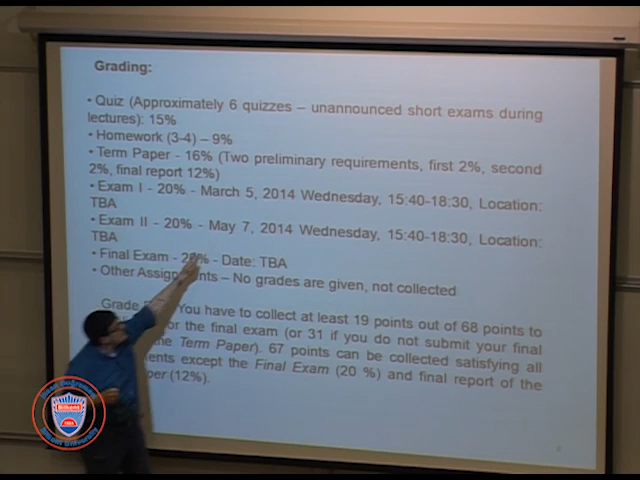 Grading:
• Quiz (Approximately 6 quizzes – unannounced short exams during
lectures): 15%
• Homework (3-4) – 9%
• Term Paper - 16% (Two preliminary requirements, first 2%, second
2%, final report 12%)
• Exam I - 20% - March 5, 2014 Wednesday, 15:40-18:30, Location:
TBA
• Exam II - 20% - May 7, 2014 Wednesday, 15:40-18:30, Location:
TBA
• Final Exam - 20% - Date: TBA
• Other Assignments – No grades are given, not collected
Grade You have to collect at least 19 points out of 68 points to
for the final exam (or 31 if you do not submit your final
the Term Paper). 67 points can be collected satisfying all
except the Final Exam (20 %) and final report of the
(12%).
Bilkent
University